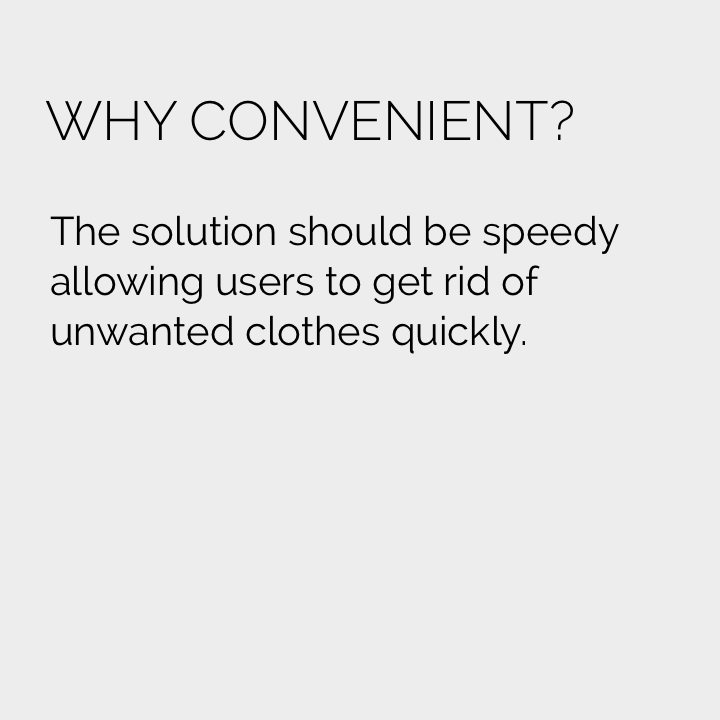 WHY CONVENIENT?
The solution should be speedy
allowing users to get rid of
unwanted clothes quickly.